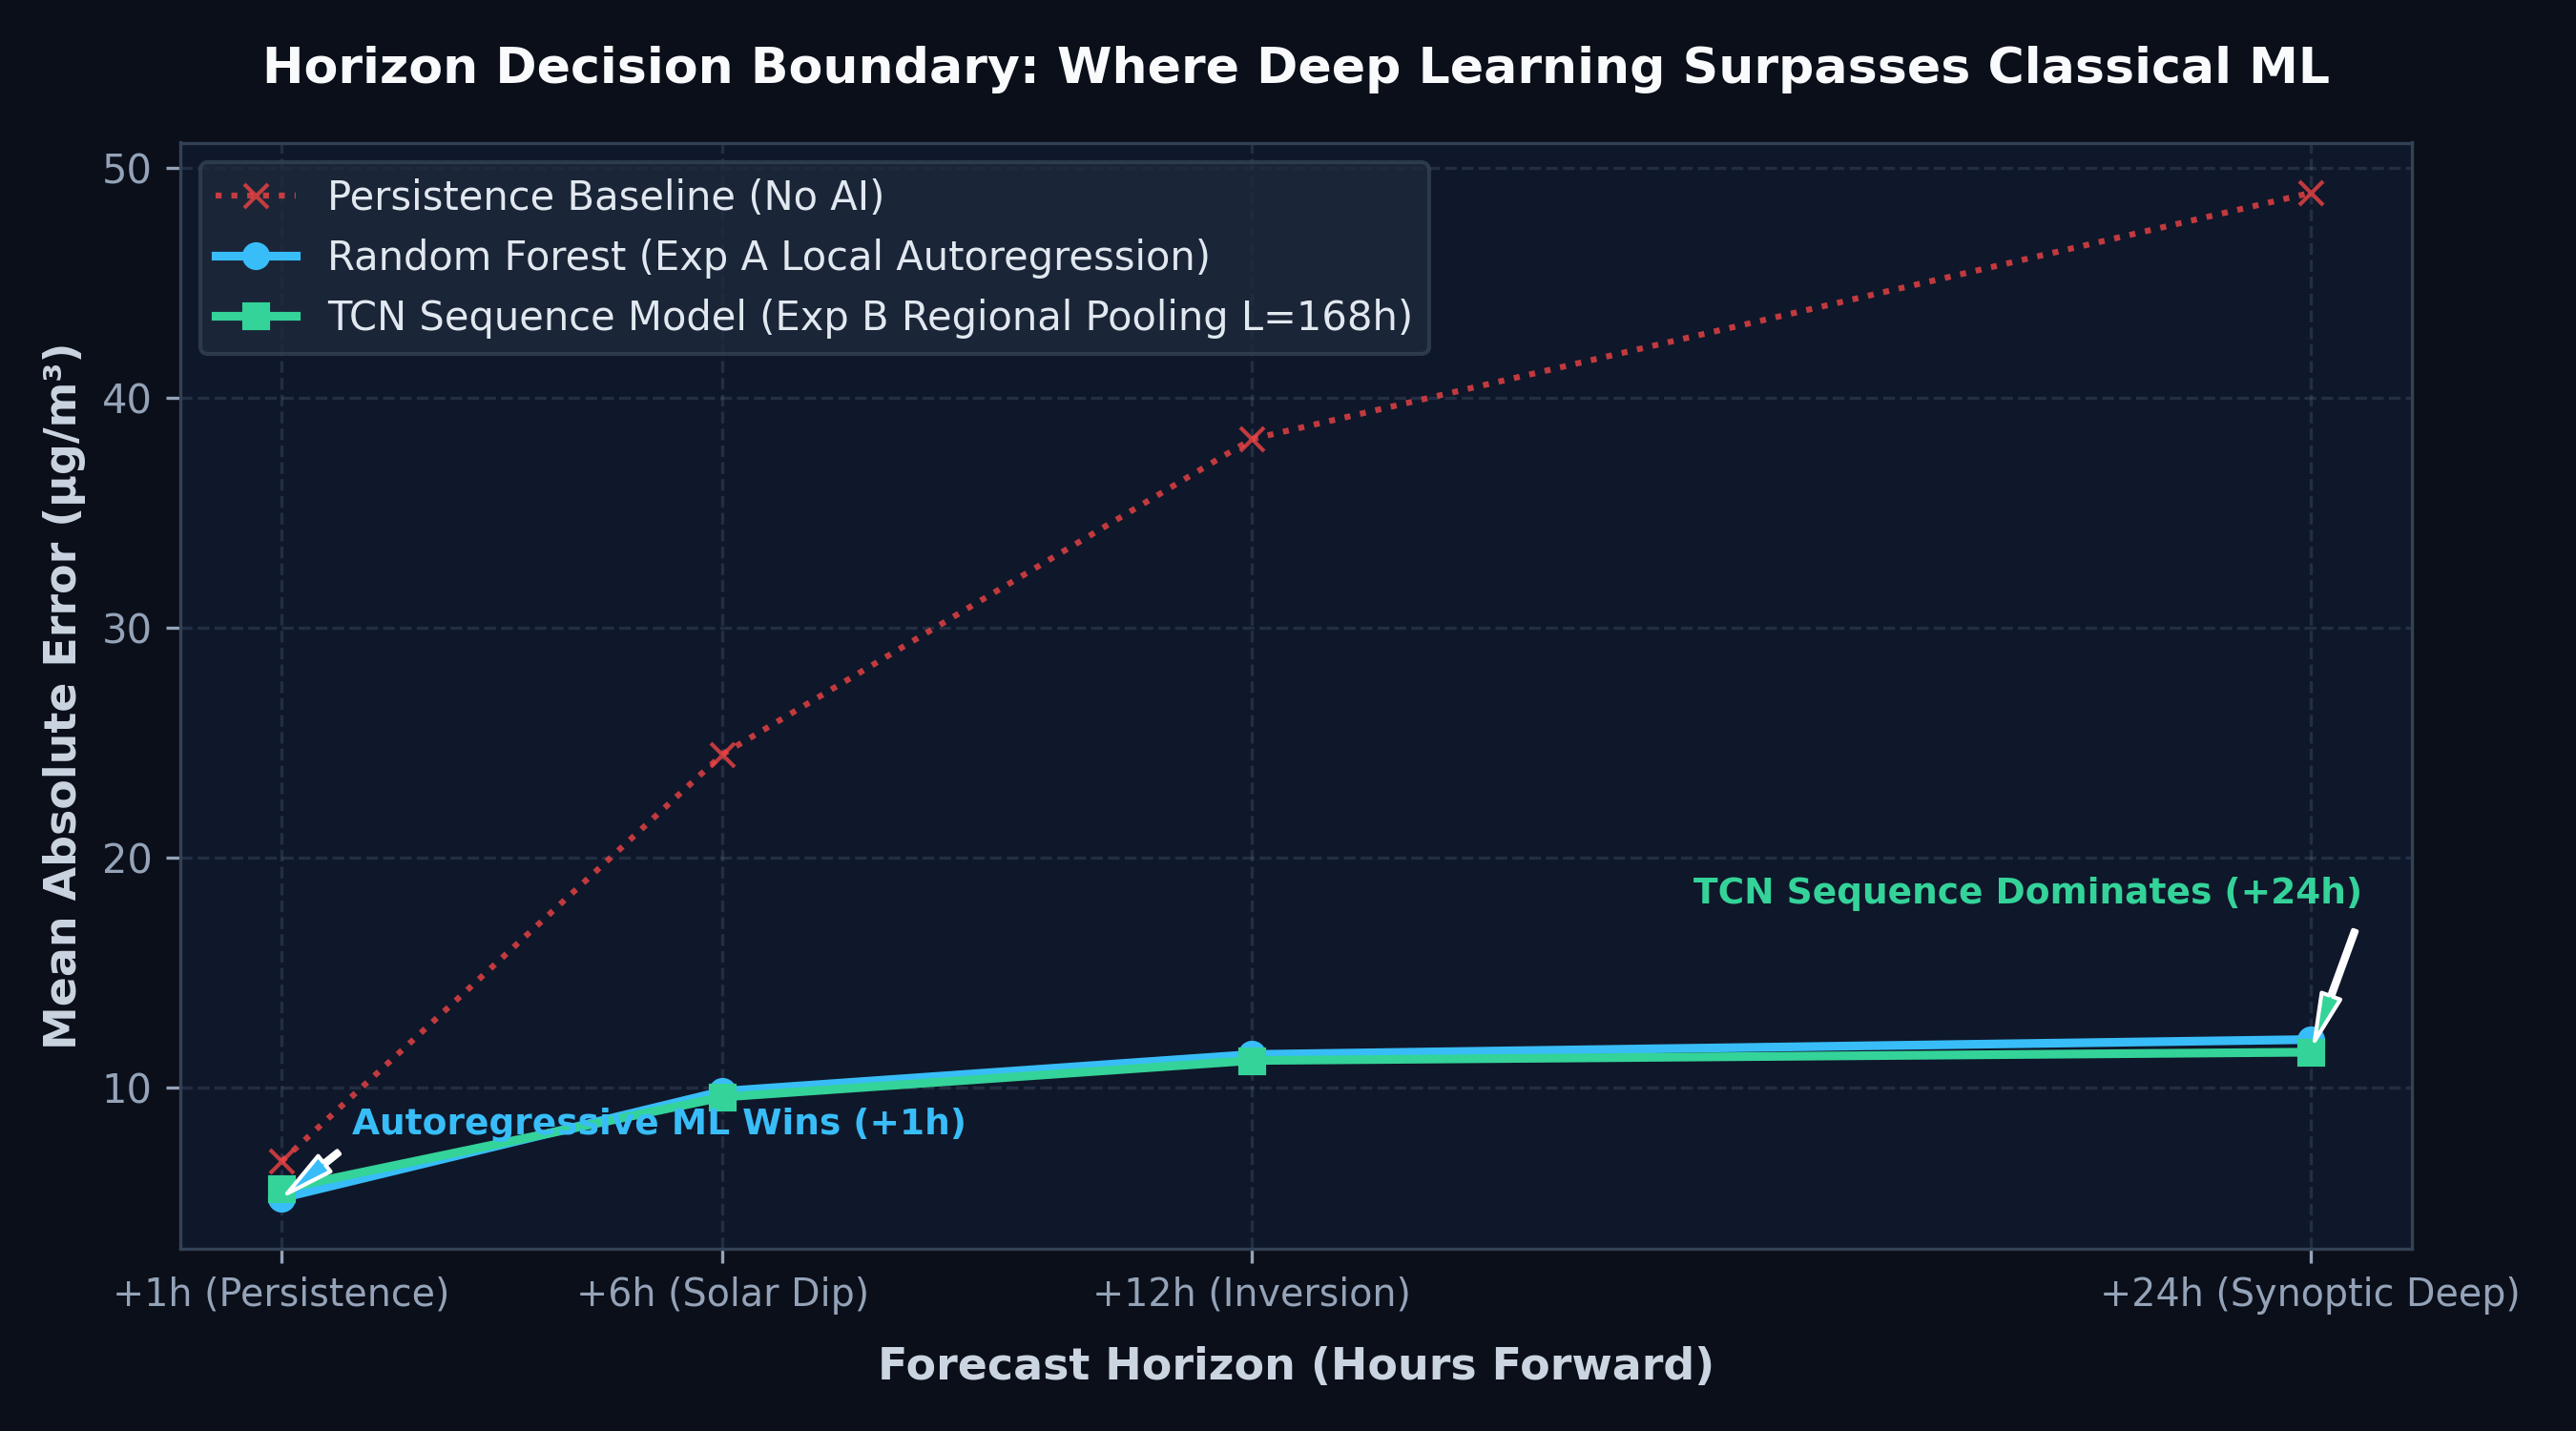 Horizon Decision Boundary: Where Deep Learning Surpasses Classical ML
Persistence Baseline (No AI)
Random Forest (Exp A Local Autoregression)
TCN Sequence Model (Exp B Regional Pooling L=168h)
Mean Absolute Error (µg/m³)
50
40
30
20
10
TCN Sequence Dominates (+24h)
Autoregressive ML Wins (+1h)
+1h (Persistence)
+6h (Solar Dip)
+12h (Inversion)
+24h (Synoptic Deep)
Forecast Horizon (Hours Forward)